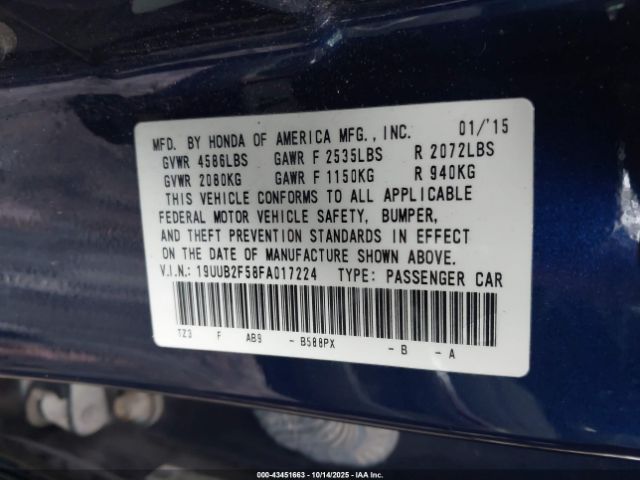 MFD. BY HONDA OF AMERICA MFG., INC. 01/'15
GVWR 4586LBS GAWR F 2535LBS R 2072LBS
GVWR 2080KG GAWR F 1150KG R 940KG
THIS VEHICLE CONFORMS TO ALL APPLICABLE
FEDERAL MOTOR VEHICLE SAFETY, BUMPER,
AND THEFT PREVENTION STANDARDS IN EFFECT
ON THE DATE OF MANUFACTURE SHOWN ABOVE.
V.I.N.: 19UUB2F58FA017224 TYPE: PASSENGER CAR
TZ3 F AB9 - B588PX - B - A
000-43451663 - 10/14/2025 - IAA, Inc.